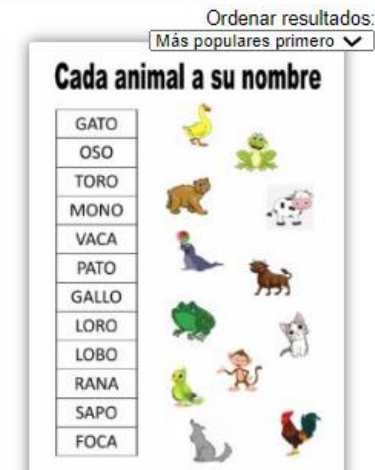 Ordenar resultados:
Más populares primero
Cada animal a su nombre
GATO
OSO
TORO
MONO
VACA
PATO
GALLO
LORO
LOBO
RANA
SAPO
FOCA